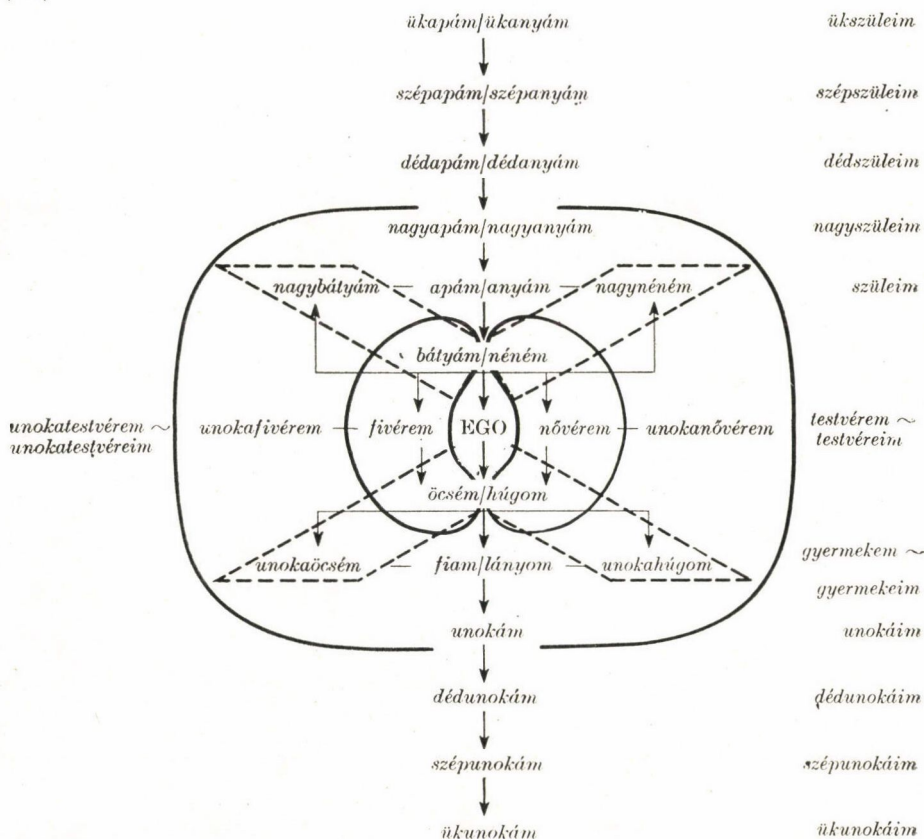 ükapám/ükanyám ükszüleim
szépapám/szépanyám szépszüleim
dédapám/dédanyám dédszüleim
nagyapám/nagyanyám nagyszüleim
nagybátyám — apám/anyám — nagynéném szüleim
bátyám/néném
unokatestvérem ~ unokafivérem — fivérem EGO nővérem — unokanővérem testvérem ~
unokatestvéreim testvéreim
öcsém/húgom
gyermekem ~
unokaöcsém — fiam/lányom — unokahúgom
gyermekeim
unokám unokáim
dédunokám dédunokáim
szépunokám szépunokáim
ükunokám ükunokáim